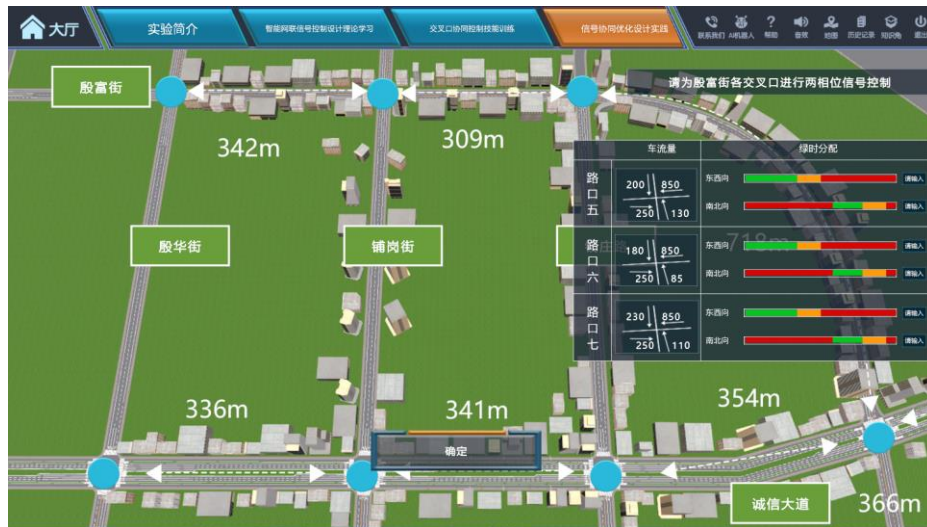 大厅
实验简介
智能网联信号控制设计理论学习
交叉口协同控制技能训练
信号协同优化设计实践
联系我们 AI机器人 帮助 音效 地图 历史记录 知识角 退出
殷富街
请为殷富街各交叉口进行两相位信号控制
342m
309m
车流量 绿时分配
路口五
200 850
250 130
东西向 请输入
南北向 请输入
殷华街
铺岗街
718m
路口六
180 850
250 85
东西向 请输入
南北向 请输入
路口七
230 850
250 110
东西向 请输入
南北向 请输入
336m
341m
354m
确定
诚信大道
366m